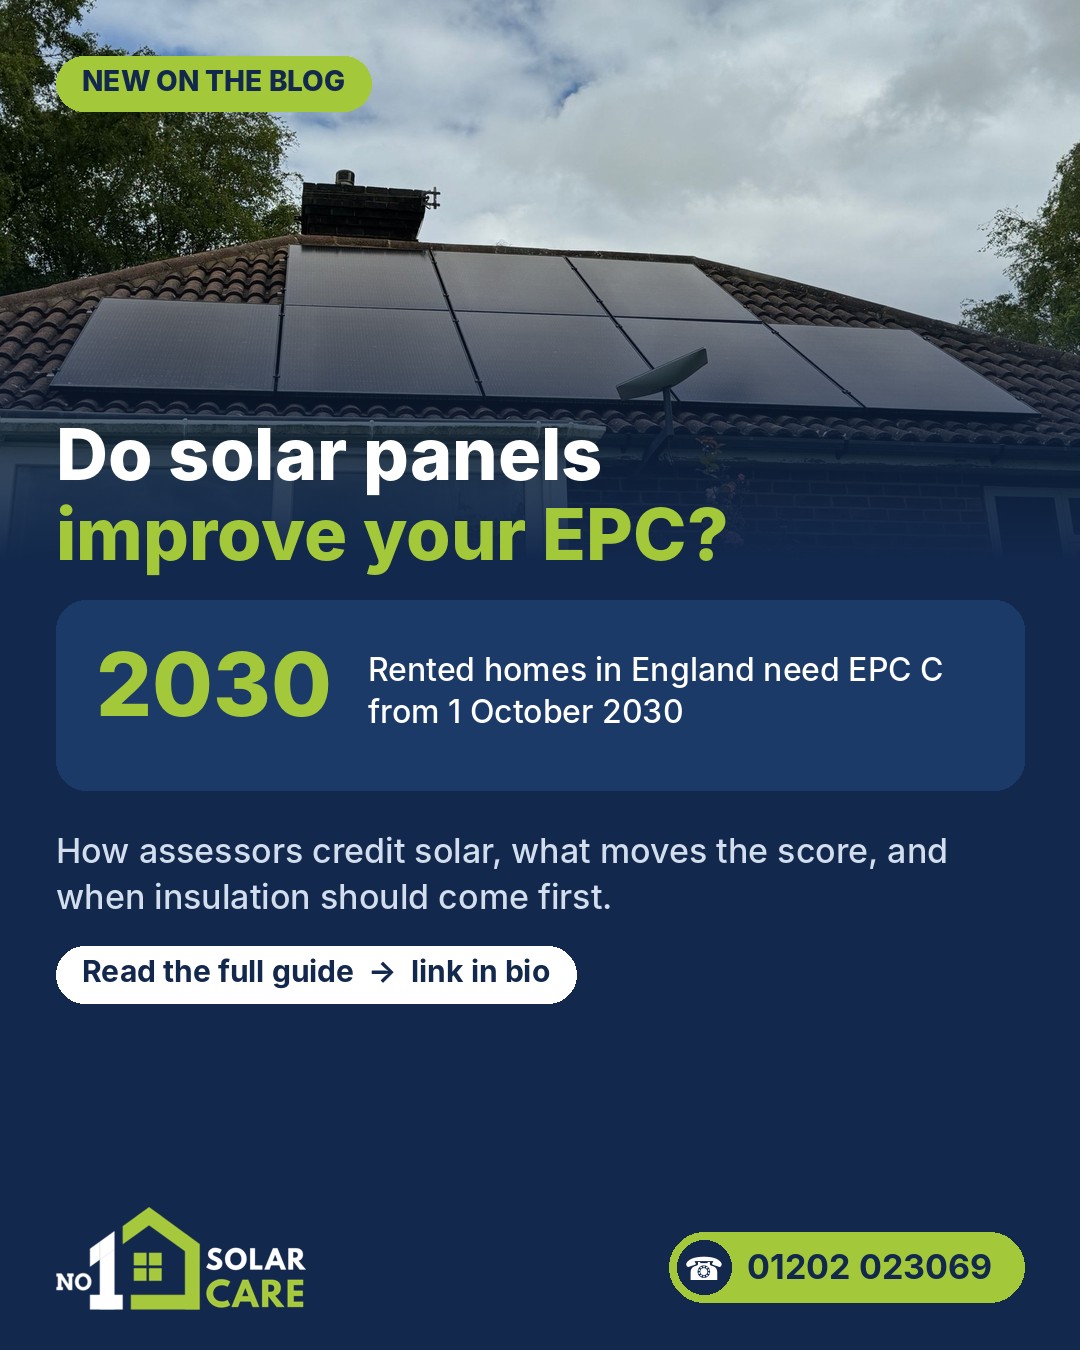 NEW ON THE BLOG
Do solar panels
improve your EPC?
2030
Rented homes in England need EPC C
from 1 October 2030
How assessors credit solar, what moves the score, and
when insulation should come first.
Read the full guide → link in bio
NO1 SOLAR
CARE
01202 023069